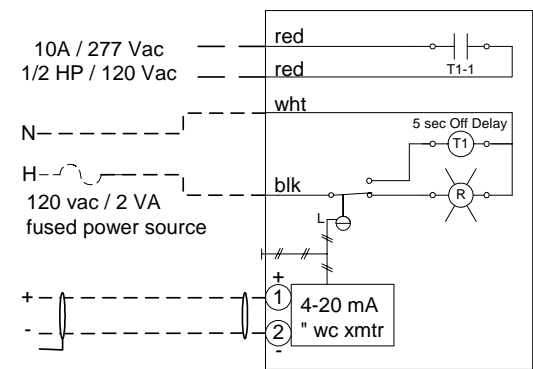 red
10A / 277 Vac
1/2 HP / 120 Vac
red
T1-1
wht
5 sec Off Delay
N
T1
H
blk
R
120 vac / 2 VA
fused power source
L
+
+
1
4-20 mA
" wc xmtr
-
2
-